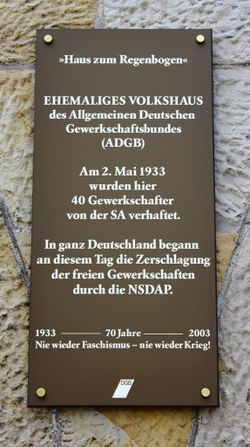 »Haus zum Regenbogen«
EHEMALIGES VOLKSHAUS
des Allgemeinen Deutschen
Gewerkschaftsbundes
(ADGB)
Am 2. Mai 1933
wurden hier
40 Gewerkschafter
von der SA verhaftet.
In ganz Deutschland begann
an diesem Tag die Zerschlagung
der freien Gewerkschaften
durch die NSDAP.
1933 70 Jahre 2003
Nie wieder Faschismus – nie wieder Krieg!
DGB